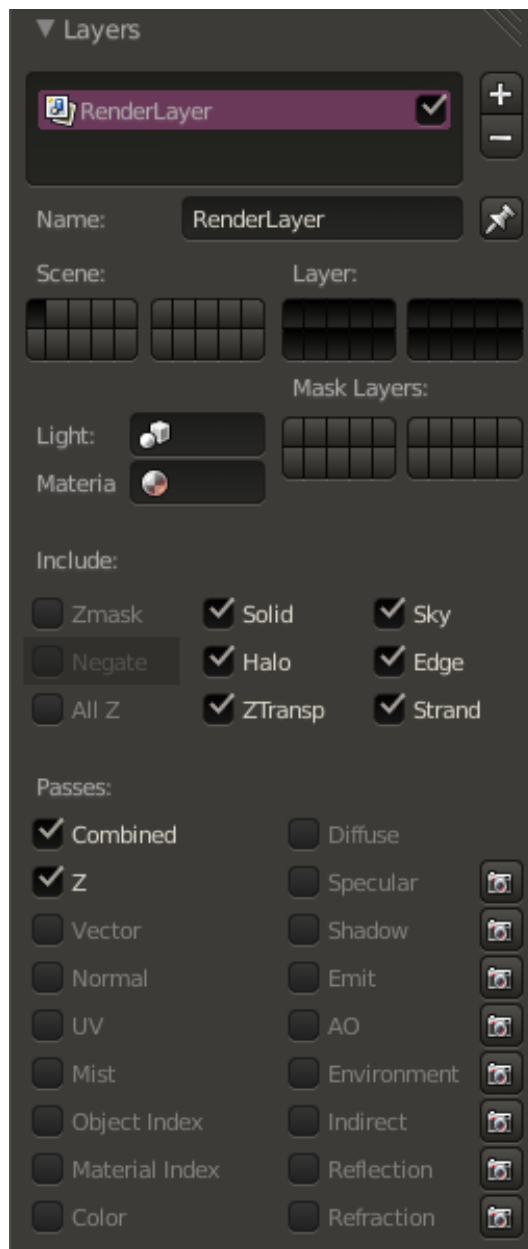 Layers
RenderLayer
Name: RenderLayer
Scene: Layer:
Mask Layers:
Light:
Materia
Include:
Zmask Solid Sky
Negate Halo Edge
All Z ZTransp Strand
Passes:
Combined Diffuse
Z Specular
Vector Shadow
Normal Emit
UV AO
Mist Environment
Object Index Indirect
Material Index Reflection
Color Refraction